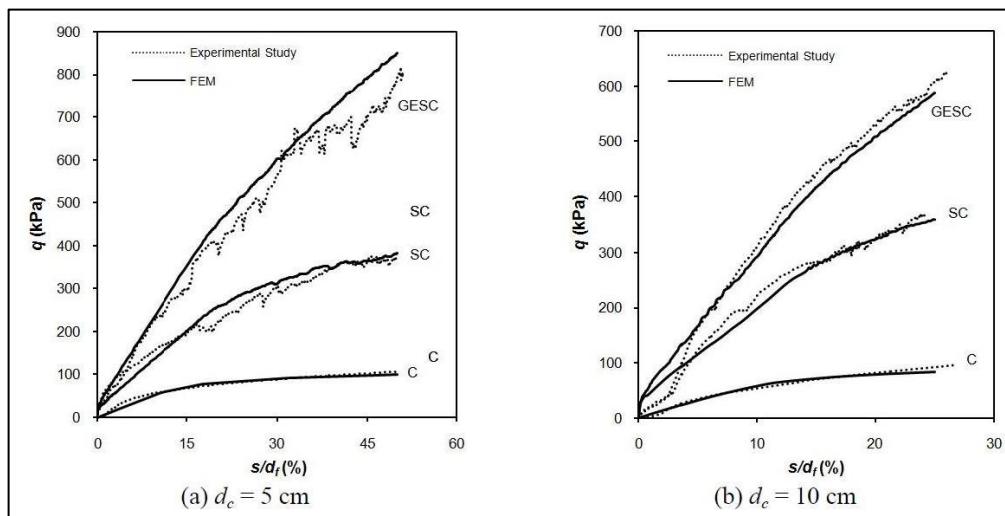 900
800
700
600
500
400
300
200
100
0
q (kPa)
Experimental Study
FEM
GESC
SC
SC
C
C
0 15 30 45 60
s/df (%)
(a) dc = 5 cm
700
600
500
400
300
200
100
0
q (kPa)
Experimental Study
FEM
GESC
SC
C
0 10 20 30
s/df (%)
(b) dc = 10 cm